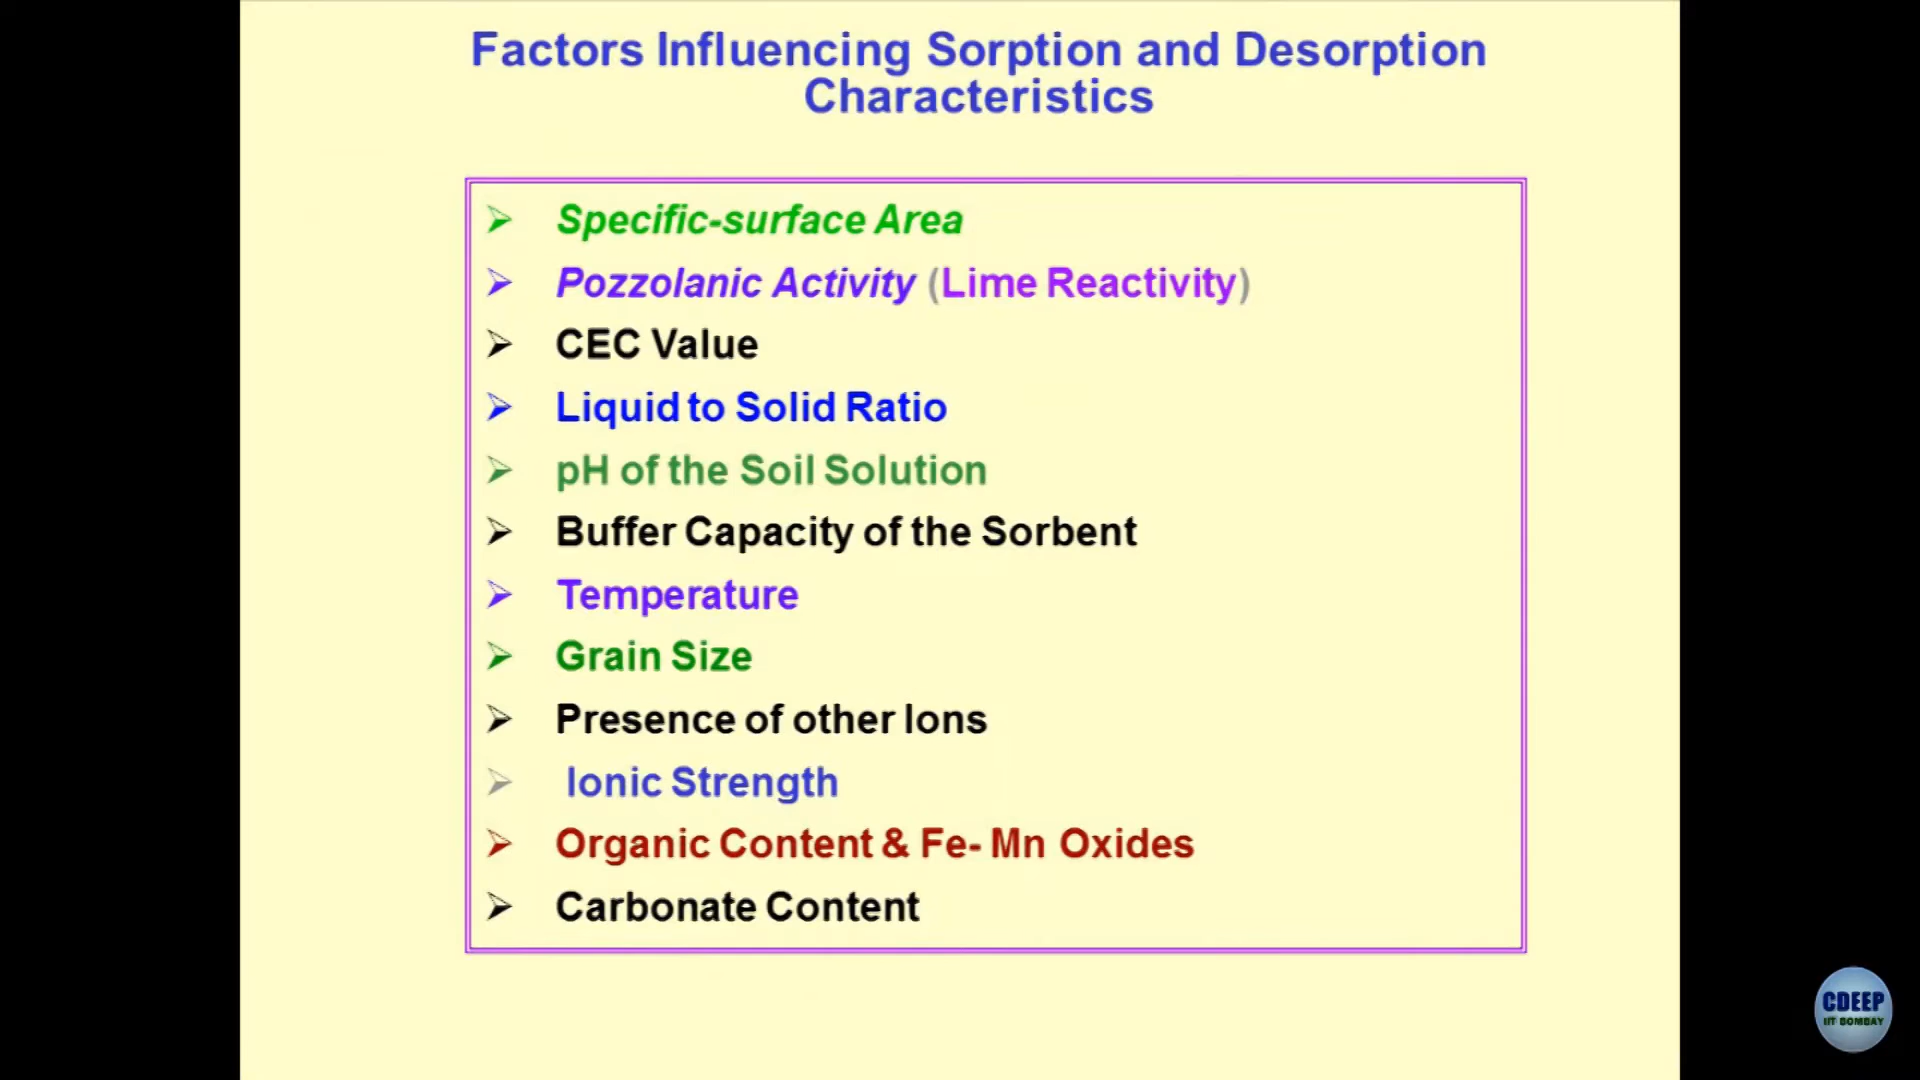 Factors Influencing Sorption and Desorption
Characteristics
Specific-surface Area
Pozzolanic Activity (Lime Reactivity)
CEC Value
Liquid to Solid Ratio
pH of the Soil Solution
Buffer Capacity of the Sorbent
Temperature
Grain Size
Presence of other Ions
Ionic Strength
Organic Content & Fe- Mn Oxides
Carbonate Content
CDEEP
IIT BOMBAY